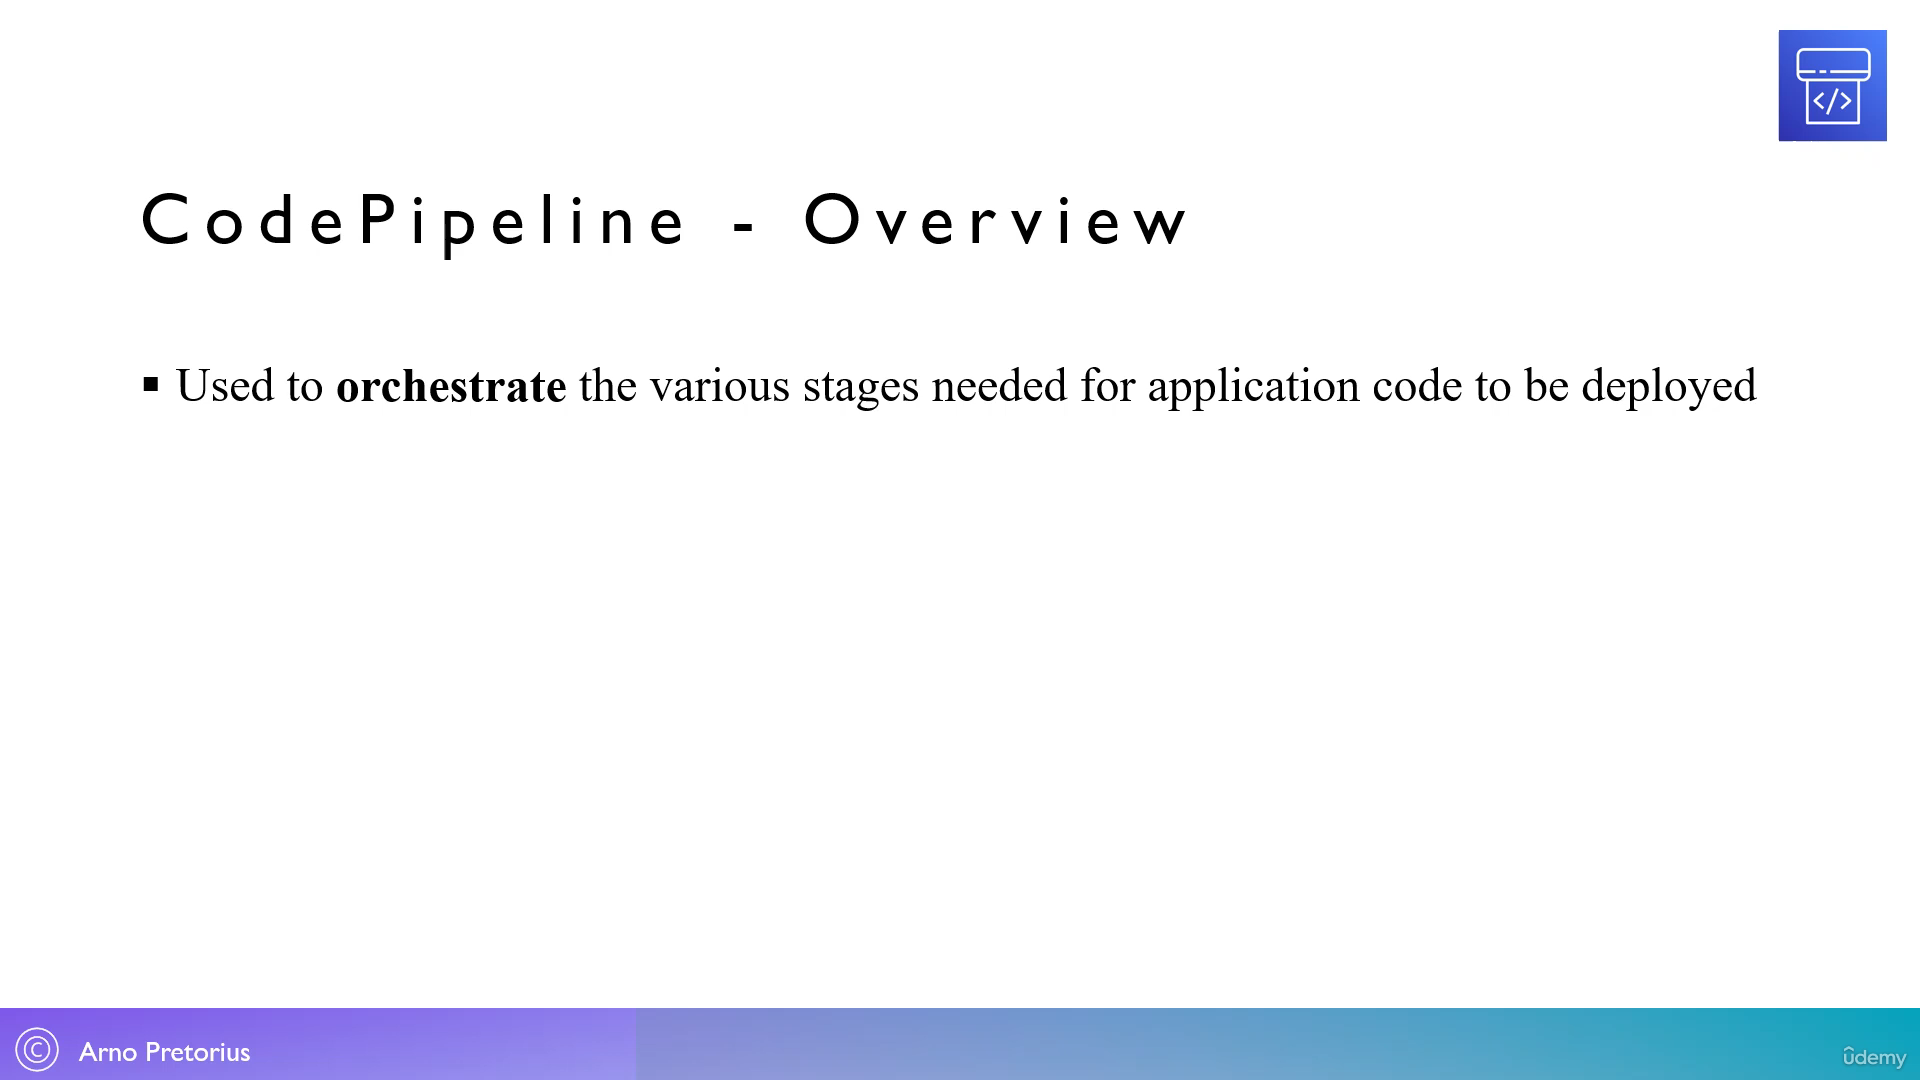 CodePipeline - Overview
▪ Used to orchestrate the various stages needed for application code to be deployed
© Arno Pretorius
ûdemy